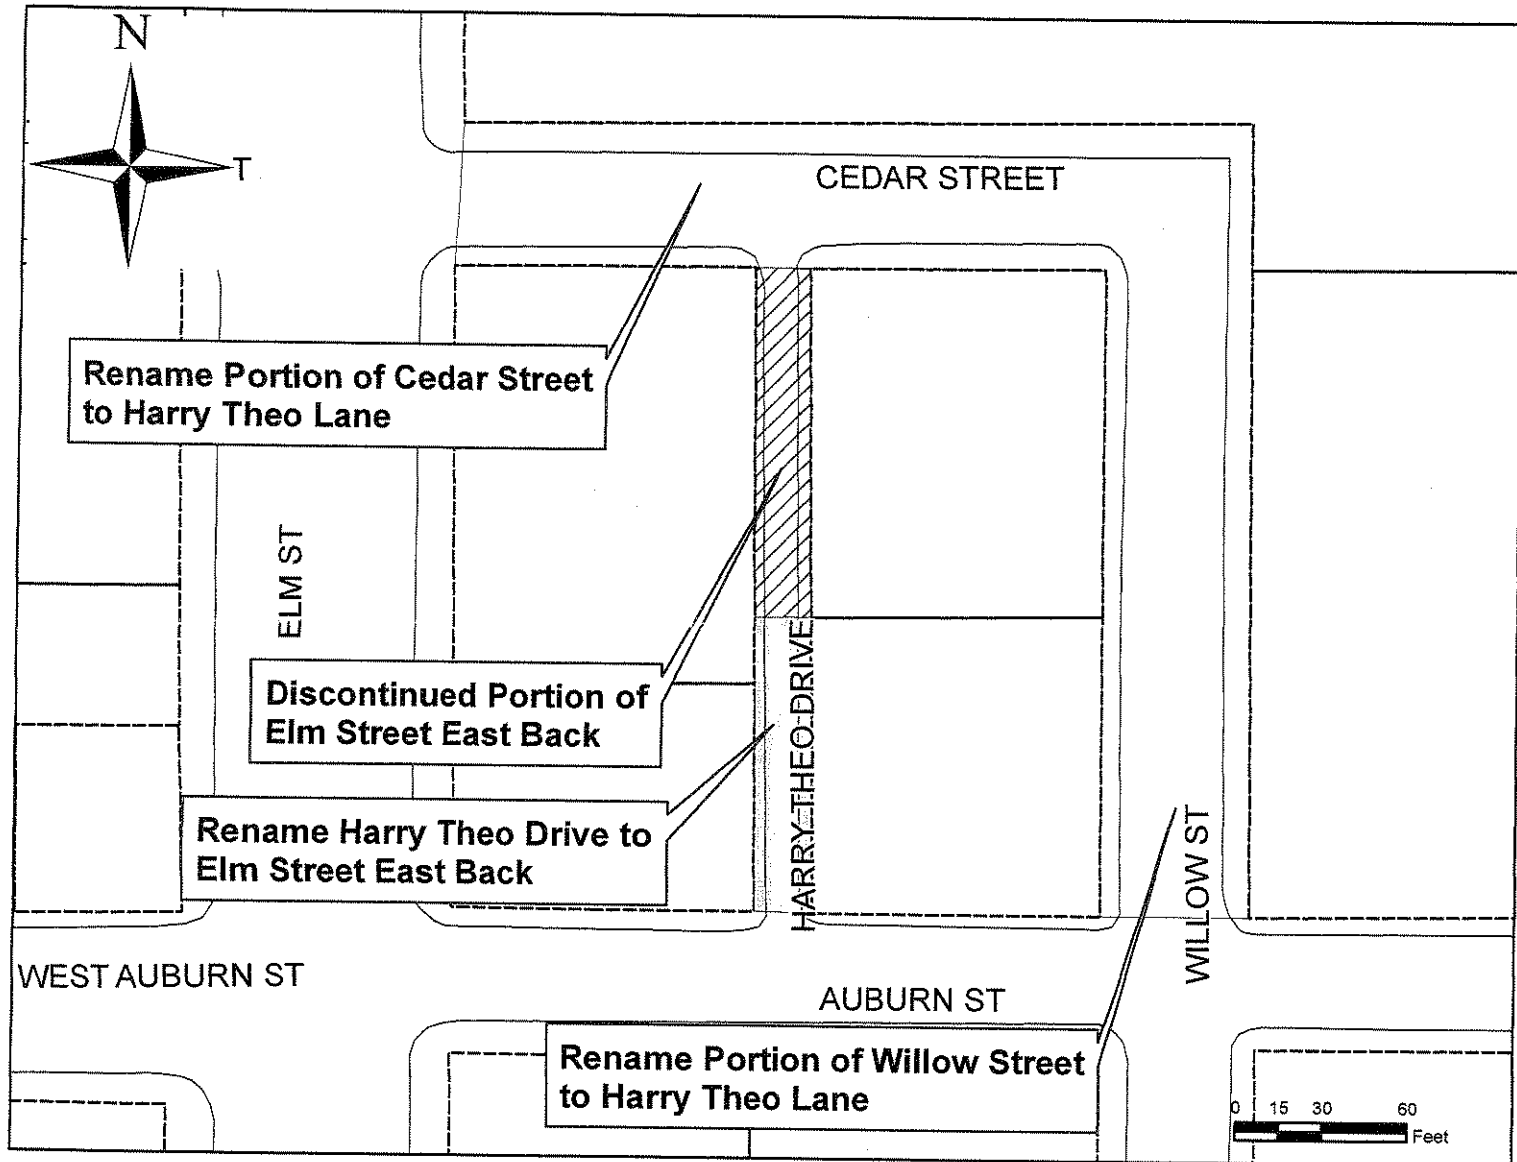 N
T
CEDAR STREET
Rename Portion of Cedar Street
to Harry Theo Lane
ELM ST
Discontinued Portion of
Elm Street East Back
HARRY THEO DRIVE
Rename Harry Theo Drive to
Elm Street East Back
WILLOW ST
WEST AUBURN ST
AUBURN ST
Rename Portion of Willow Street
to Harry Theo Lane
0 15 30 60
Feet